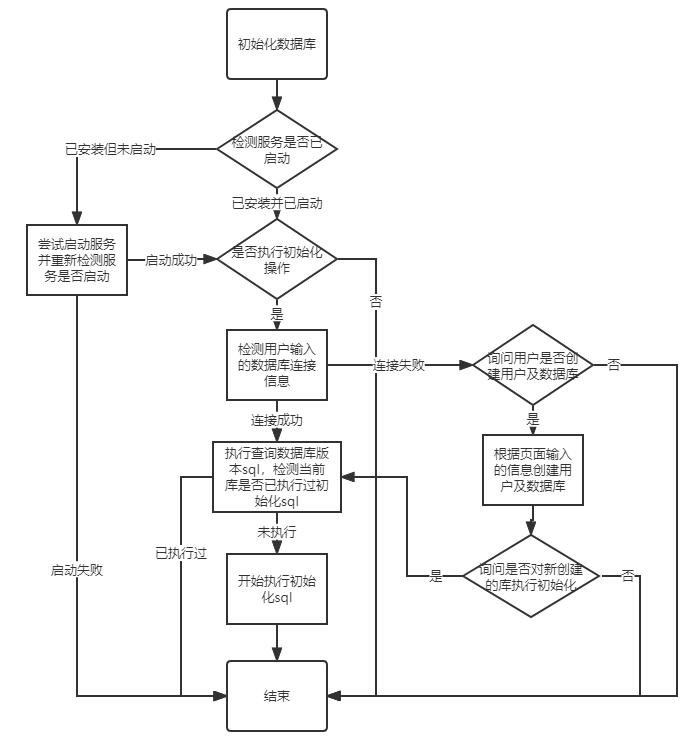 初始化数据库
检测服务是否已
启动
已安装但未启动
已安装并已启动
尝试启动服务
并重新检测服
务是否启动
启动成功
是否执行初始化
操作
否
是
检测用户输入
的数据库连接
信息
连接失败
询问用户是否创
建用户及数据库
否
是
连接成功
根据页面输入
的信息创建用
户及数据库
执行查询数据库版
本sql，检测当前
库是否已执行过初
始化sql
未执行
已执行过
询问是否对新创建
的库执行初始化
是
否
启动失败
开始执行初始
化sql
结束